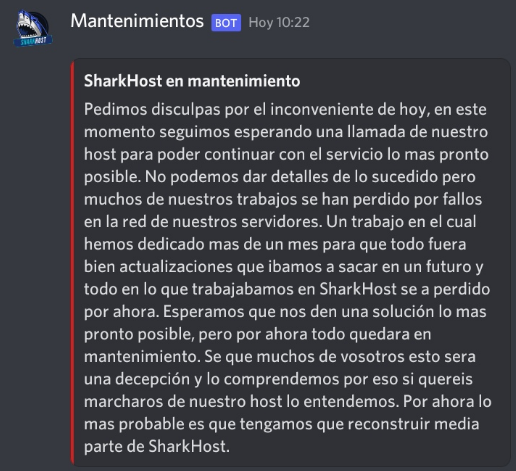 Mantenimientos BOT Hoy 10:22
SHARKHOST
SharkHost en mantenimiento
Pedimos disculpas por el inconveniente de hoy, en este
momento seguimos esperando una llamada de nuestro
host para poder continuar con el servicio lo mas pronto
posible. No podemos dar detalles de lo sucedido pero
muchos de nuestros trabajos se han perdido por fallos
en la red de nuestros servidores. Un trabajo en el cual
hemos dedicado mas de un mes para que todo fuera
bien actualizaciones que ibamos a sacar en un futuro y
todo en lo que trabajabamos en SharkHost se a perdido
por ahora. Esperamos que nos den una solución lo mas
pronto posible, pero por ahora todo quedara en
mantenimiento. Se que muchos de vosotros esto sera
una decepción y lo comprendemos por eso si quereis
marcharos de nuestro host lo entendemos. Por ahora lo
mas probable es que tengamos que reconstruir media
parte de SharkHost.